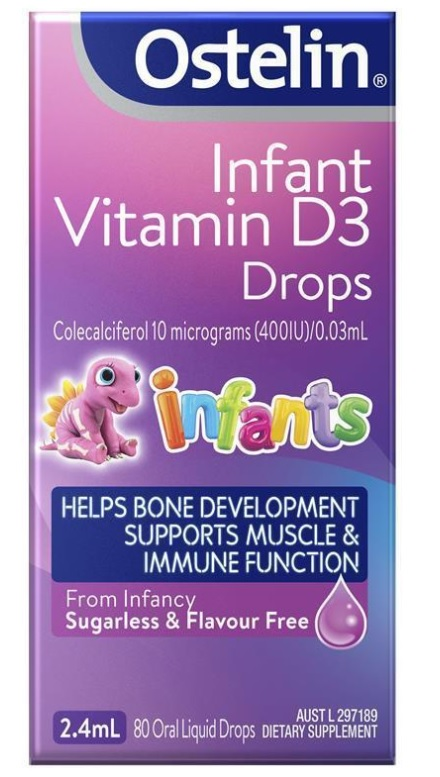 Ostelin®
Infant
Vitamin D3
Drops
Colecalciferol 10 micrograms (400IU)/0.03mL
infants
HELPS BONE DEVELOPMENT
SUPPORTS MUSCLE &
IMMUNE FUNCTION
From Infancy
Sugarless & Flavour Free
2.4mL 80 Oral Liquid Drops
AUST L 297189
DIETARY SUPPLEMENT